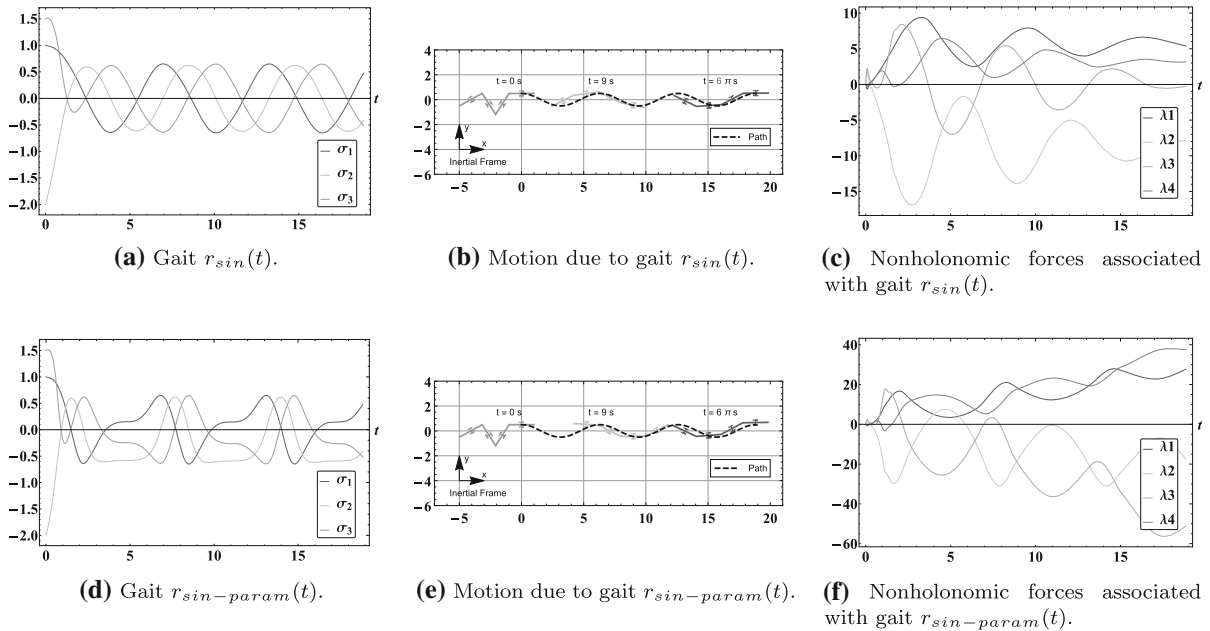 1.5
1.0
0.5
0.0
−0.5
−1.0
−1.5
−2.0
0 5 10 15
t
σ1
σ2
σ3
(a) Gait r_sin(t).
4
2
0
−2
−4
−6
−5 0 5 10 15 20
t = 0 s
t = 9 s
t = 6 π s
y
x
Inertial Frame
Path
(b) Motion due to gait r_sin(t).
10
5
0
−5
−10
−15
0 5 10 15
t
λ1
λ2
λ3
λ4
(c) Nonholonomic forces associated
with gait r_sin(t).
1.5
1.0
0.5
0.0
−0.5
−1.0
−1.5
−2.0
0 5 10 15
t
σ1
σ2
σ3
(d) Gait r_sin−param(t).
4
2
0
−2
−4
−6
−5 0 5 10 15 20
t = 0 s
t = 9 s
t = 6 π s
y
x
Inertial Frame
Path
(e) Motion due to gait r_sin−param(t).
40
20
0
−20
−40
−60
0 5 10 15
t
λ1
λ2
λ3
λ4
(f) Nonholonomic forces associated
with gait r_sin−param(t).